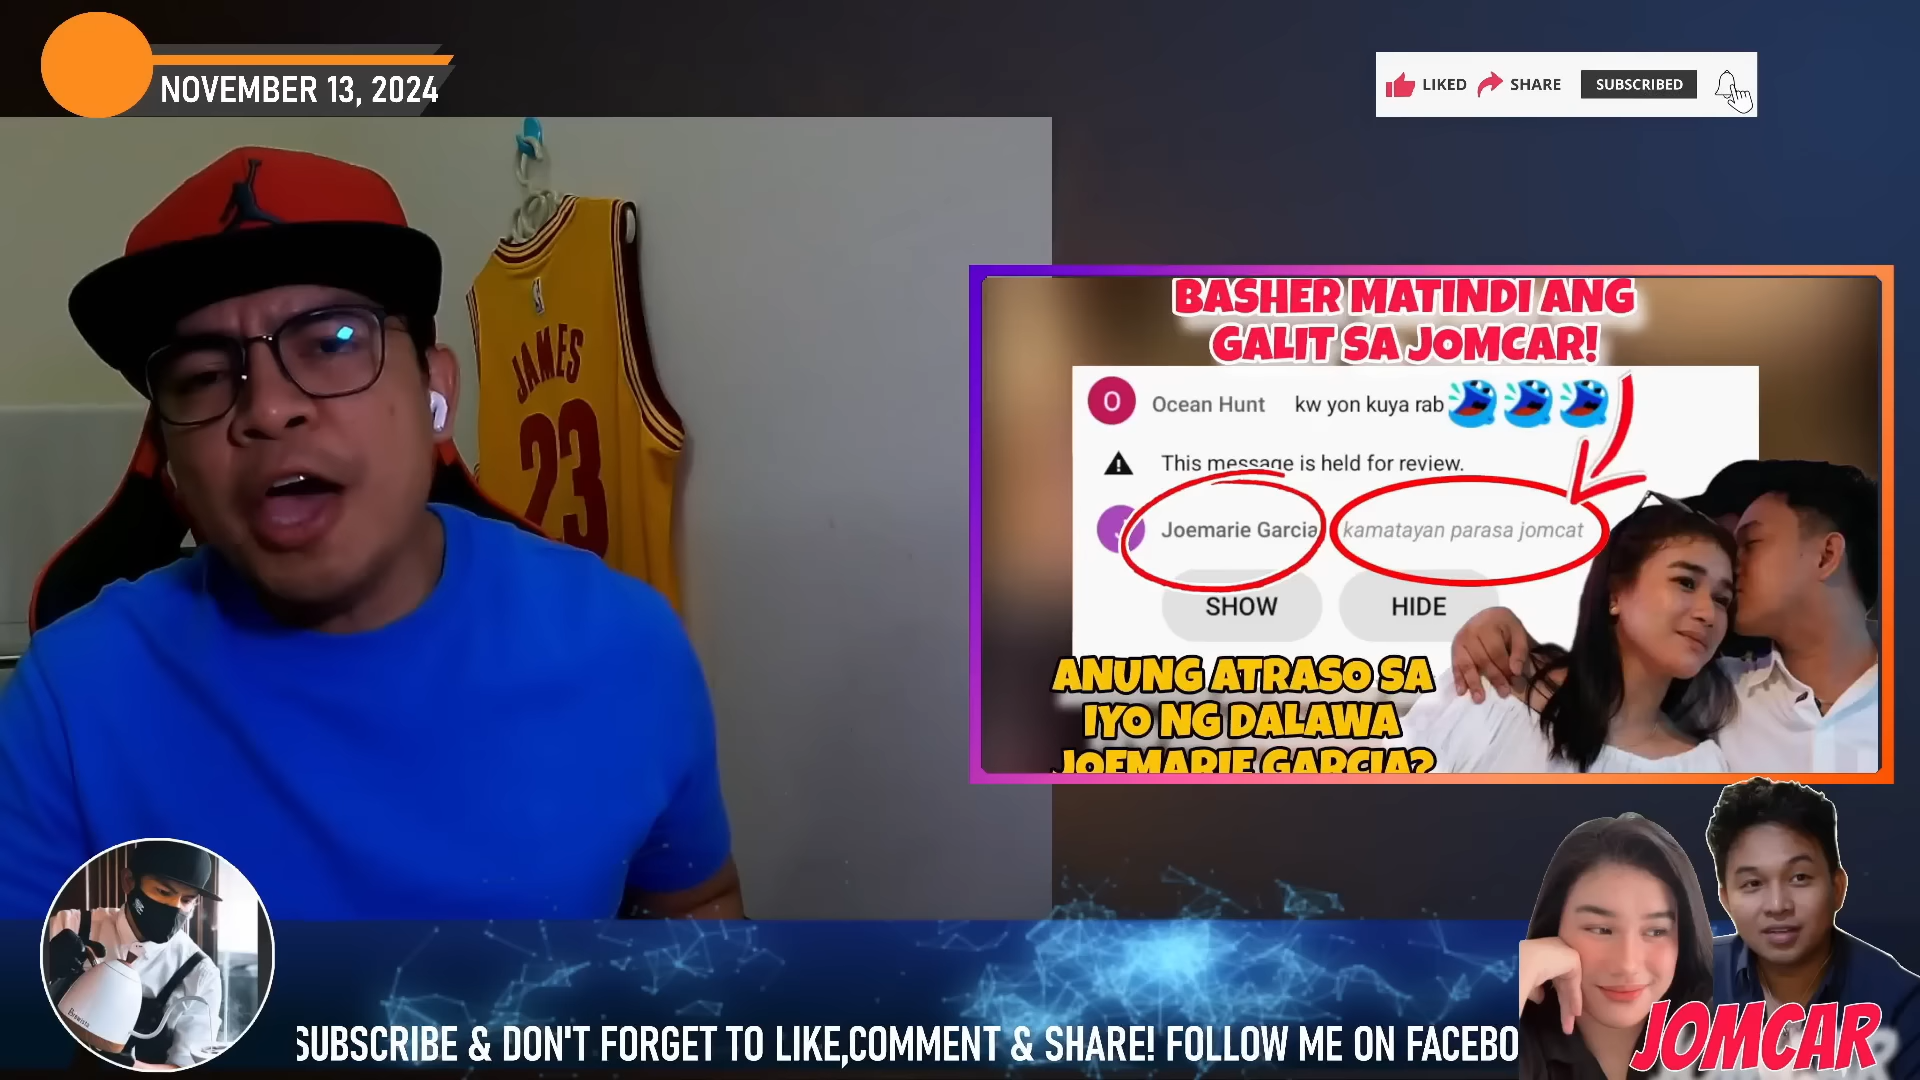 NOVEMBER 13, 2024
LIKED SHARE SUBSCRIBED
JAMES
23
BASHER MATINDI ANG
GALIT SA JOMCAR!
O Ocean Hunt kw yon kuya rab
This message is held for review.
Joemarie Garcia kamatayan parasa jomcat
SHOW HIDE
ANUNG ATRASO SA
IYO NG DALAWA
JOEMARIE GARCIA?
SUBSCRIBE & DON'T FORGET TO LIKE,COMMENT & SHARE! FOLLOW ME ON FACEBO
JOMCAR